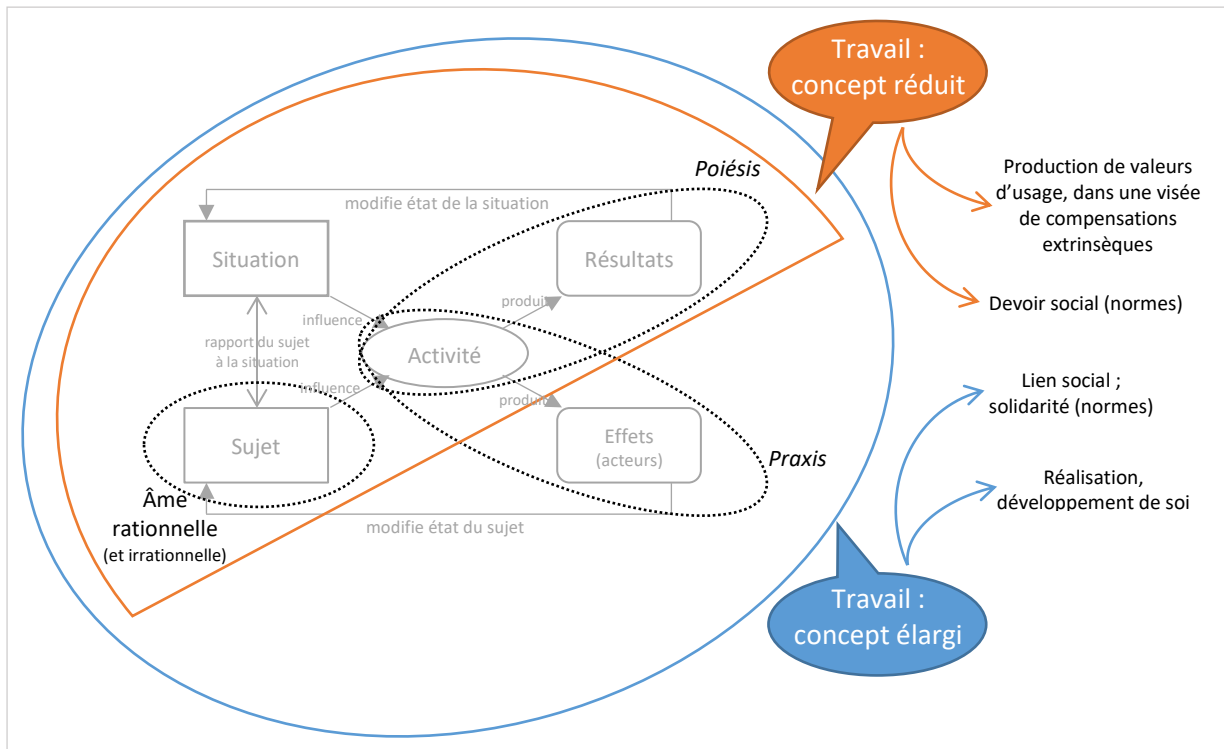 Travail :
concept réduit
Poiésis
modifie état de la situation
Production de valeurs
d’usage, dans une visée
de compensations
extrinsèques
Situation
Résultats
produit
influence
Devoir social (normes)
rapport du sujet
à la situation
Activité
influence
produit
Lien social ;
solidarité (normes)
Sujet
Effets
(acteurs)
Praxis
Réalisation,
développement de soi
Âme
rationnelle
(et irrationnelle)
modifie état du sujet
Travail :
concept élargi